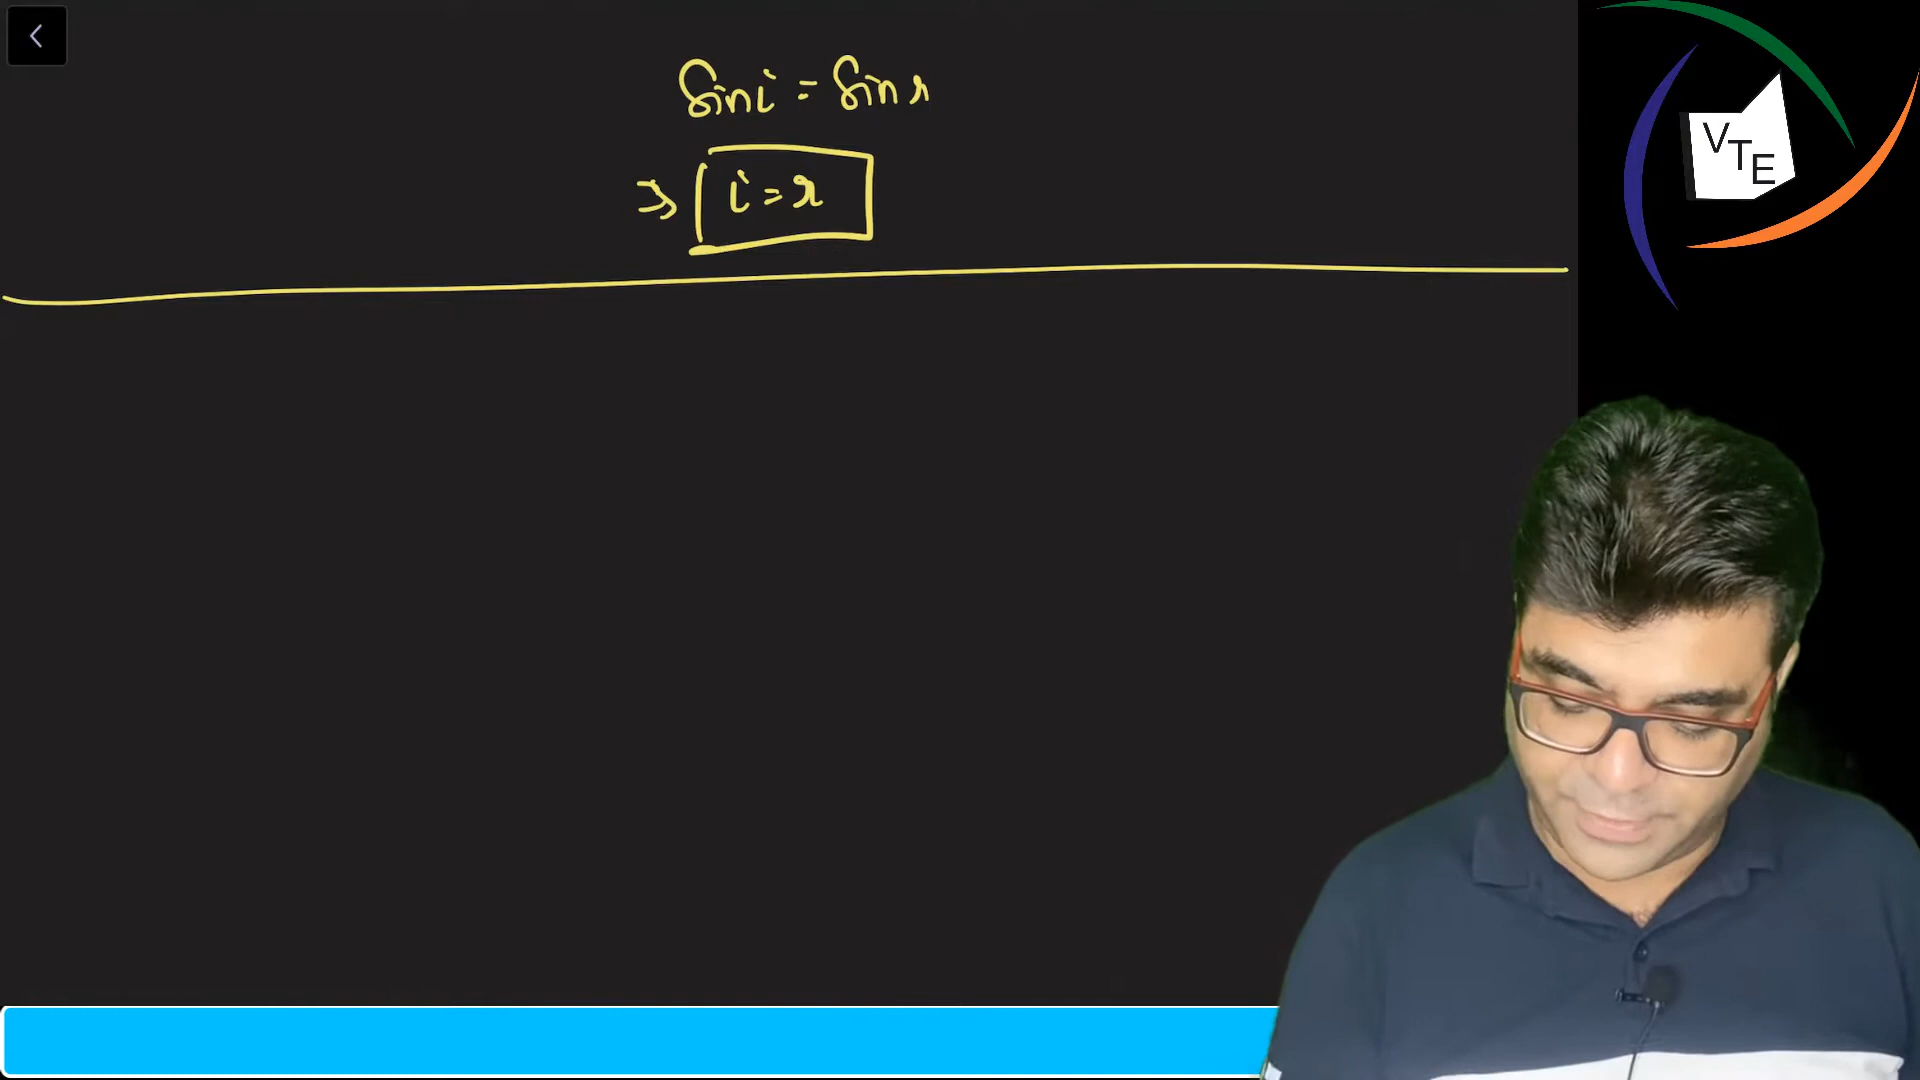 Sin i = Sin r
⇒ i = r
VTE